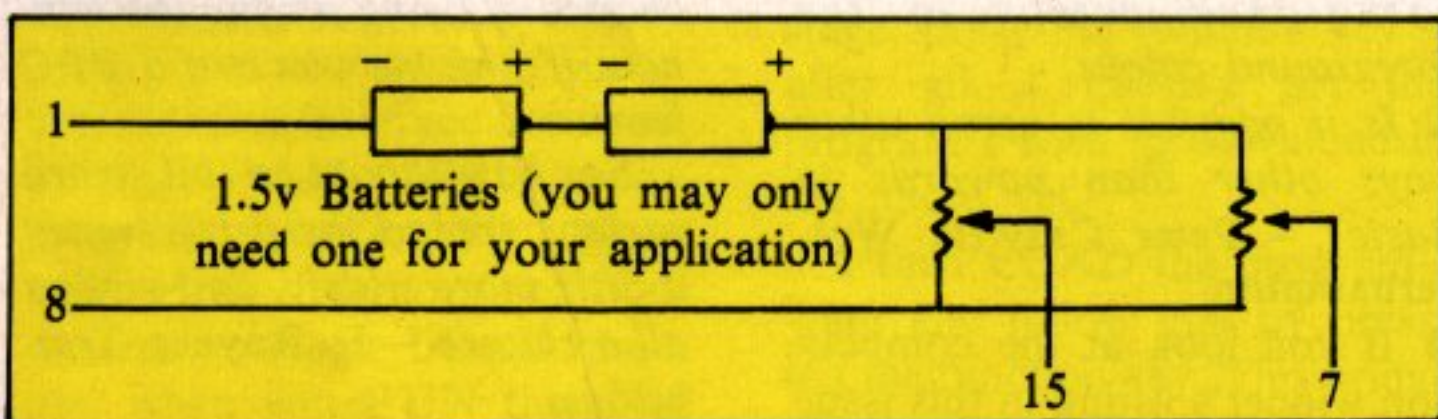 − + − +
1
1.5v Batteries (you may only
need one for your application)
8
15 7